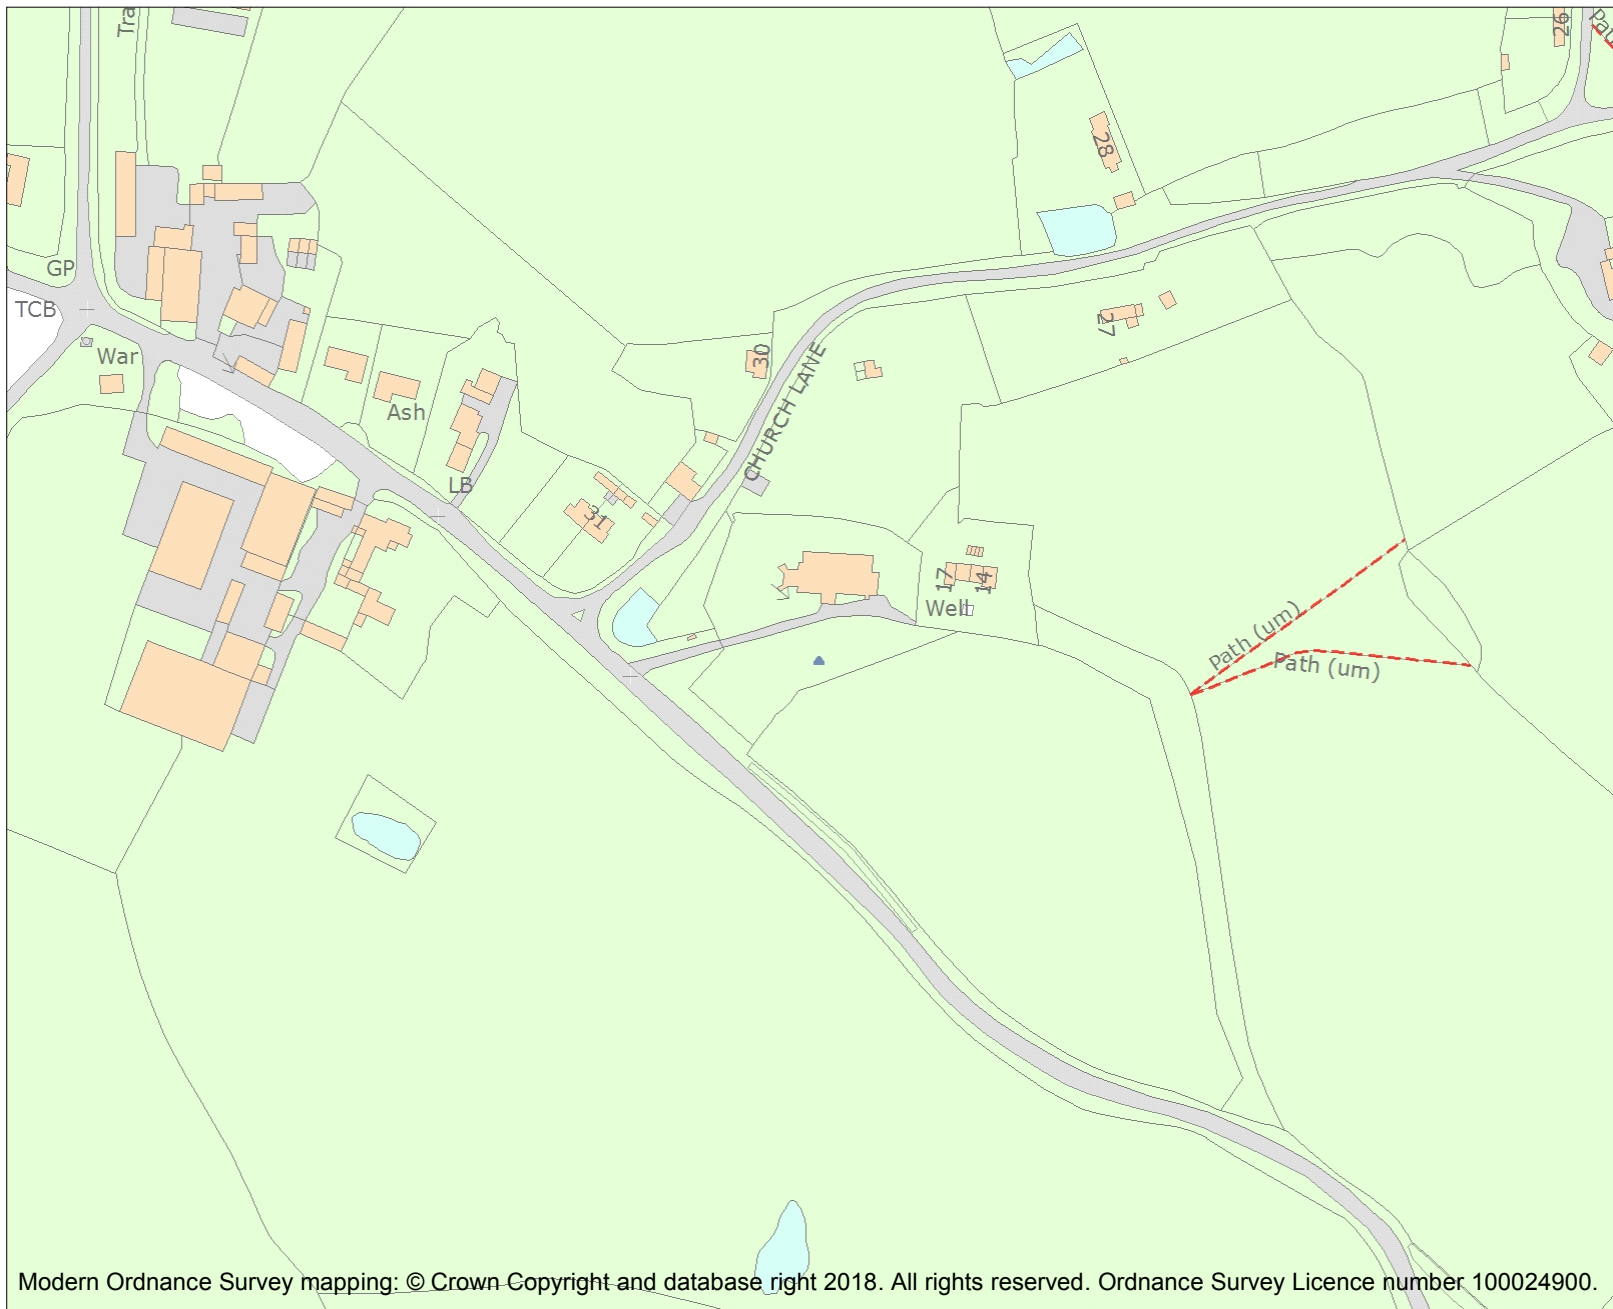 Tra
26
Pat
28
GP
TCB
War
27
30
CHURCH LANE
Ash
LB
31
17
14
Well
Path (um)
Path (um)
Modern Ordnance Survey mapping: © Crown Copyright and database right 2018. All rights reserved. Ordnance Survey Licence number 100024900.